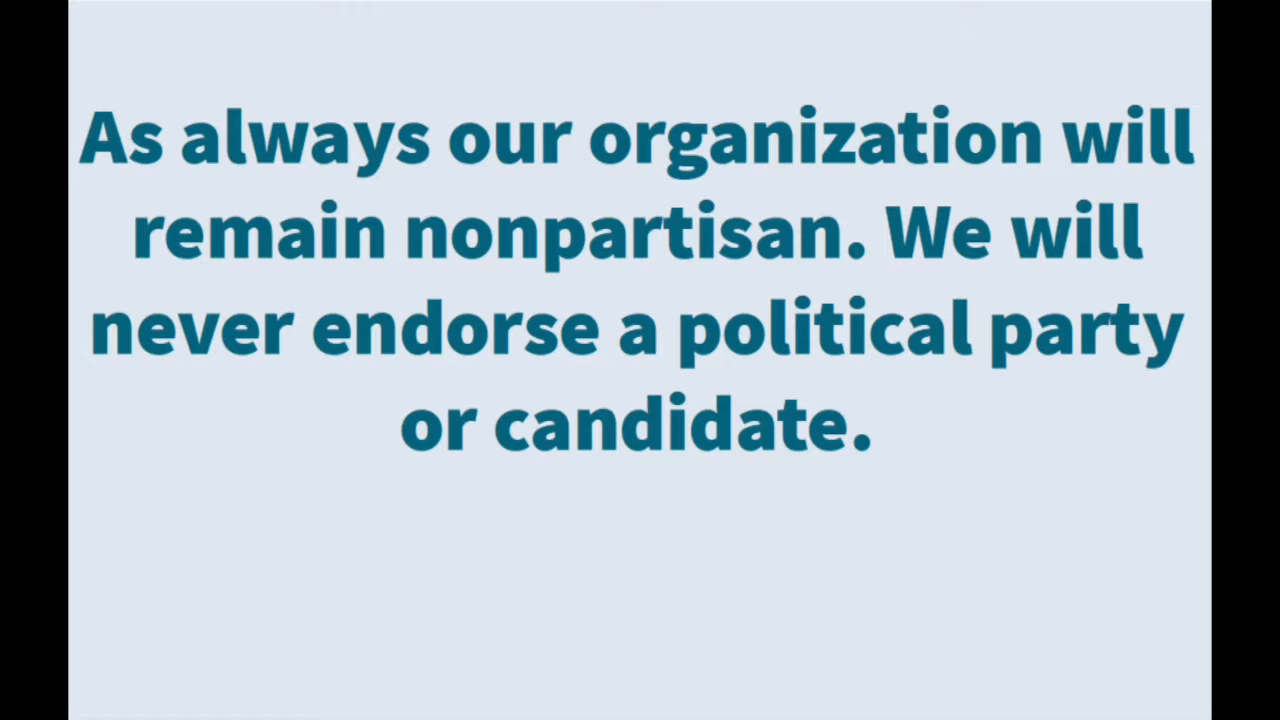 As always our organization will
remain nonpartisan. We will
never endorse a political party
or candidate.